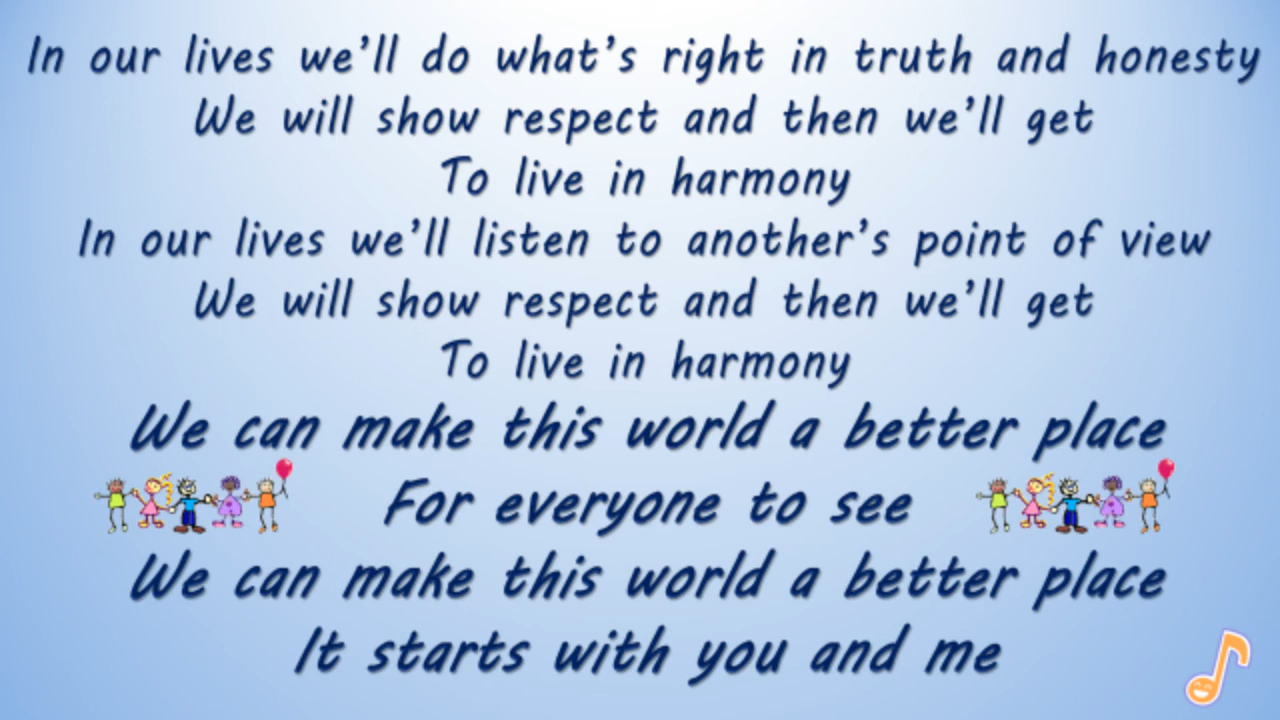 In our lives we’ll do what’s right in truth and honesty
We will show respect and then we’ll get
To live in harmony
In our lives we’ll listen to another’s point of view
We will show respect and then we’ll get
To live in harmony
We can make this world a better place
For everyone to see
We can make this world a better place
It starts with you and me